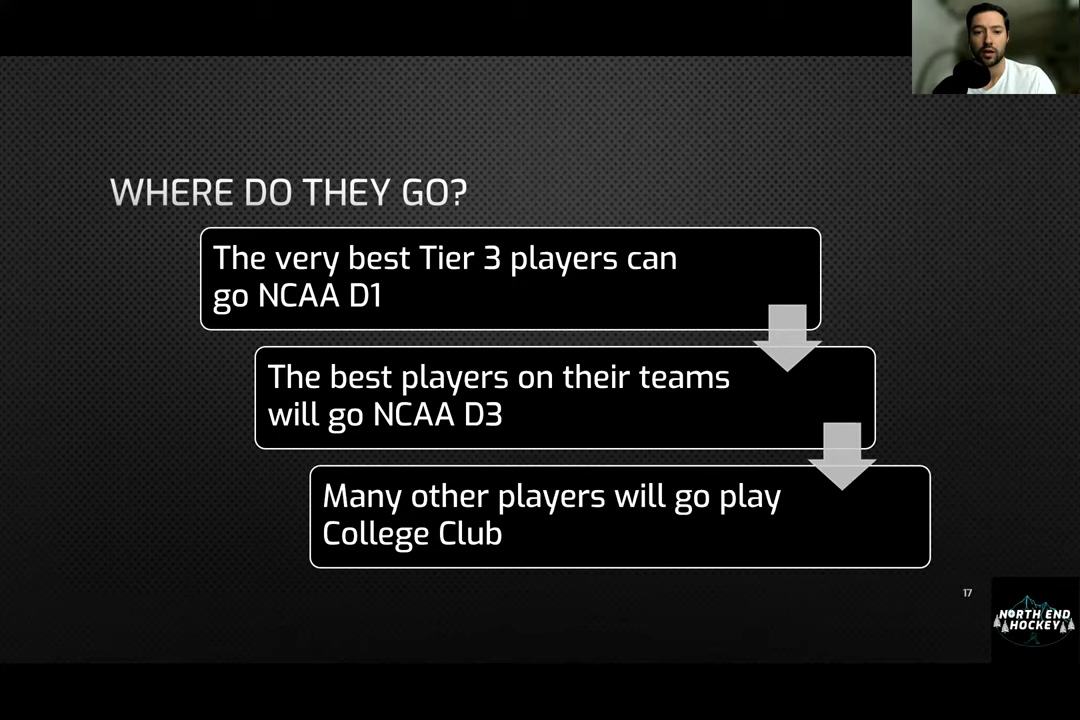 WHERE DO THEY GO?
The very best Tier 3 players can
go NCAA D1
The best players on their teams
will go NCAA D3
Many other players will go play
College Club
17
NORTH END
HOCKEY